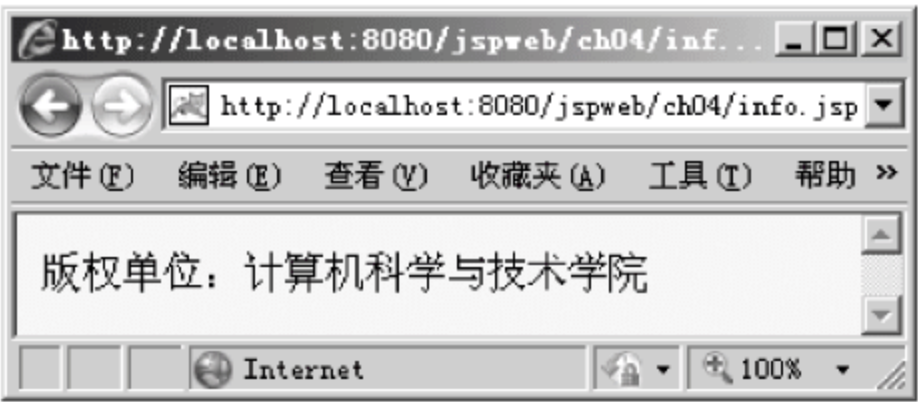 http://localhost:8080/jspweb/ch04/inf...
http://localhost:8080/jspweb/ch04/info.jsp
文件(F) 编辑(E) 查看(V) 收藏夹(A) 工具(T) 帮助 »
版权单位：计算机科学与技术学院
Internet 100%